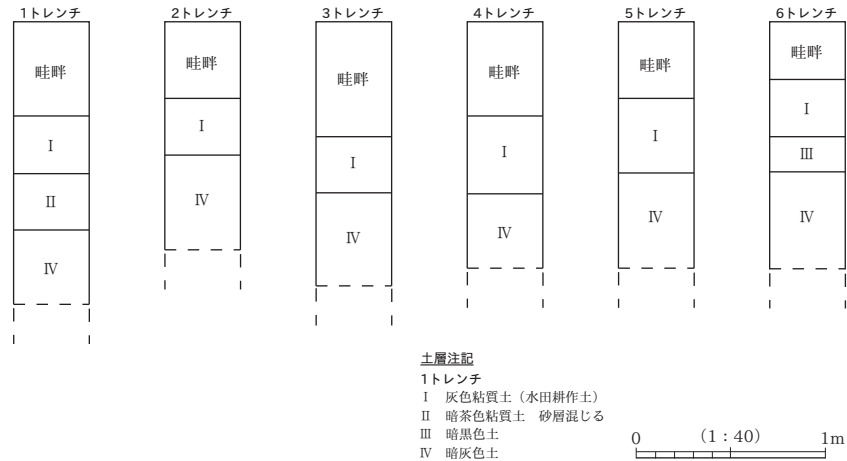 1トレンチ
畦畔
Ⅰ
Ⅱ
Ⅳ
2トレンチ
畦畔
Ⅰ
Ⅳ
3トレンチ
畦畔
Ⅰ
Ⅳ
4トレンチ
畦畔
Ⅰ
Ⅳ
5トレンチ
畦畔
Ⅰ
Ⅳ
6トレンチ
畦畔
Ⅰ
Ⅲ
Ⅳ
土層注記
1トレンチ
Ⅰ 灰色粘質土（水田耕作土）
Ⅱ 暗茶色粘質土 砂層混じる
Ⅲ 暗黒色土
Ⅳ 暗灰色土
0 （1：40） 1m